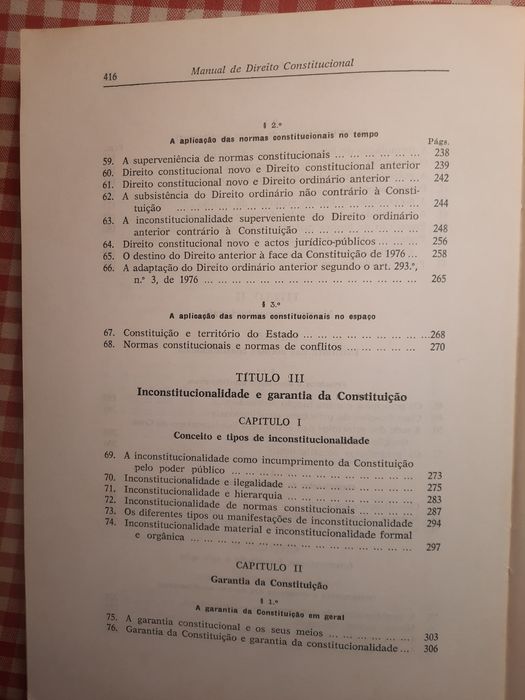 416
Manual de Direito Constitucional
§ 2.º
A aplicação das normas constitucionais no tempo
Págs.
59. A superveniência de normas constitucionais ... ... ... ... ... ... 238
60. Direito constitucional novo e Direito constitucional anterior 239
61. Direito constitucional novo e Direito ordinário anterior ... ... 242
62. A subsistência do Direito ordinário não contrário à Consti-
tuição ... ... ... ... ... ... ... ... ... ... ... ... ... ... ... ... 244
63. A inconstitucionalidade superveniente do Direito ordinário
anterior contrário à Constituição ... ... ... ... ... ... ... ... 248
64. Direito constitucional novo e actos jurídico-públicos ... ... ... 256
65. O destino do Direito anterior à face da Constituição de 1976 ... 258
66. A adaptação do Direito ordinário anterior segundo o art. 293.º,
n.º 3, de 1976 ... ... ... ... ... ... ... ... ... ... ... ... ... ... 265
§ 3.º
A aplicação das normas constitucionais no espaço
67. Constituição e território do Estado ... ... ... ... ... ... ... ... ...268
68. Normas constitucionais e normas de conflitos ... ... ... ... ... 270
TÍTULO III
Inconstitucionalidade e garantia da Constituição
CAPÍTULO I
Conceito e tipos de inconstitucionalidade
69. A inconstitucionalidade como incumprimento da Constituição
pelo poder público ... ... ... ... ... ... ... ... ... ... ... ... 273
70. Inconstitucionalidade e ilegalidade ... ... ... ... ... ... ... ... 275
71. Inconstitucionalidade e hierarquia ... ... ... ... ... ... ... ... 283
72. Inconstitucionalidade de normas constitucionais ... ... ... ... 287
73. Os diferentes tipos ou manifestações de inconstitucionalidade 294
74. Inconstitucionalidade material e inconstitucionalidade formal
e orgânica ... ... ... ... ... ... ... ... ... ... ... ... ... ... ... 297
CAPÍTULO II
Garantia da Constituição
§ 1.º
A garantia da Constituição em geral
75. A garantia constitucional e os seus meios ... ... ... ... ... ... 303
76. Garantia da Constituição e garantia da constitucionalidade ... 306